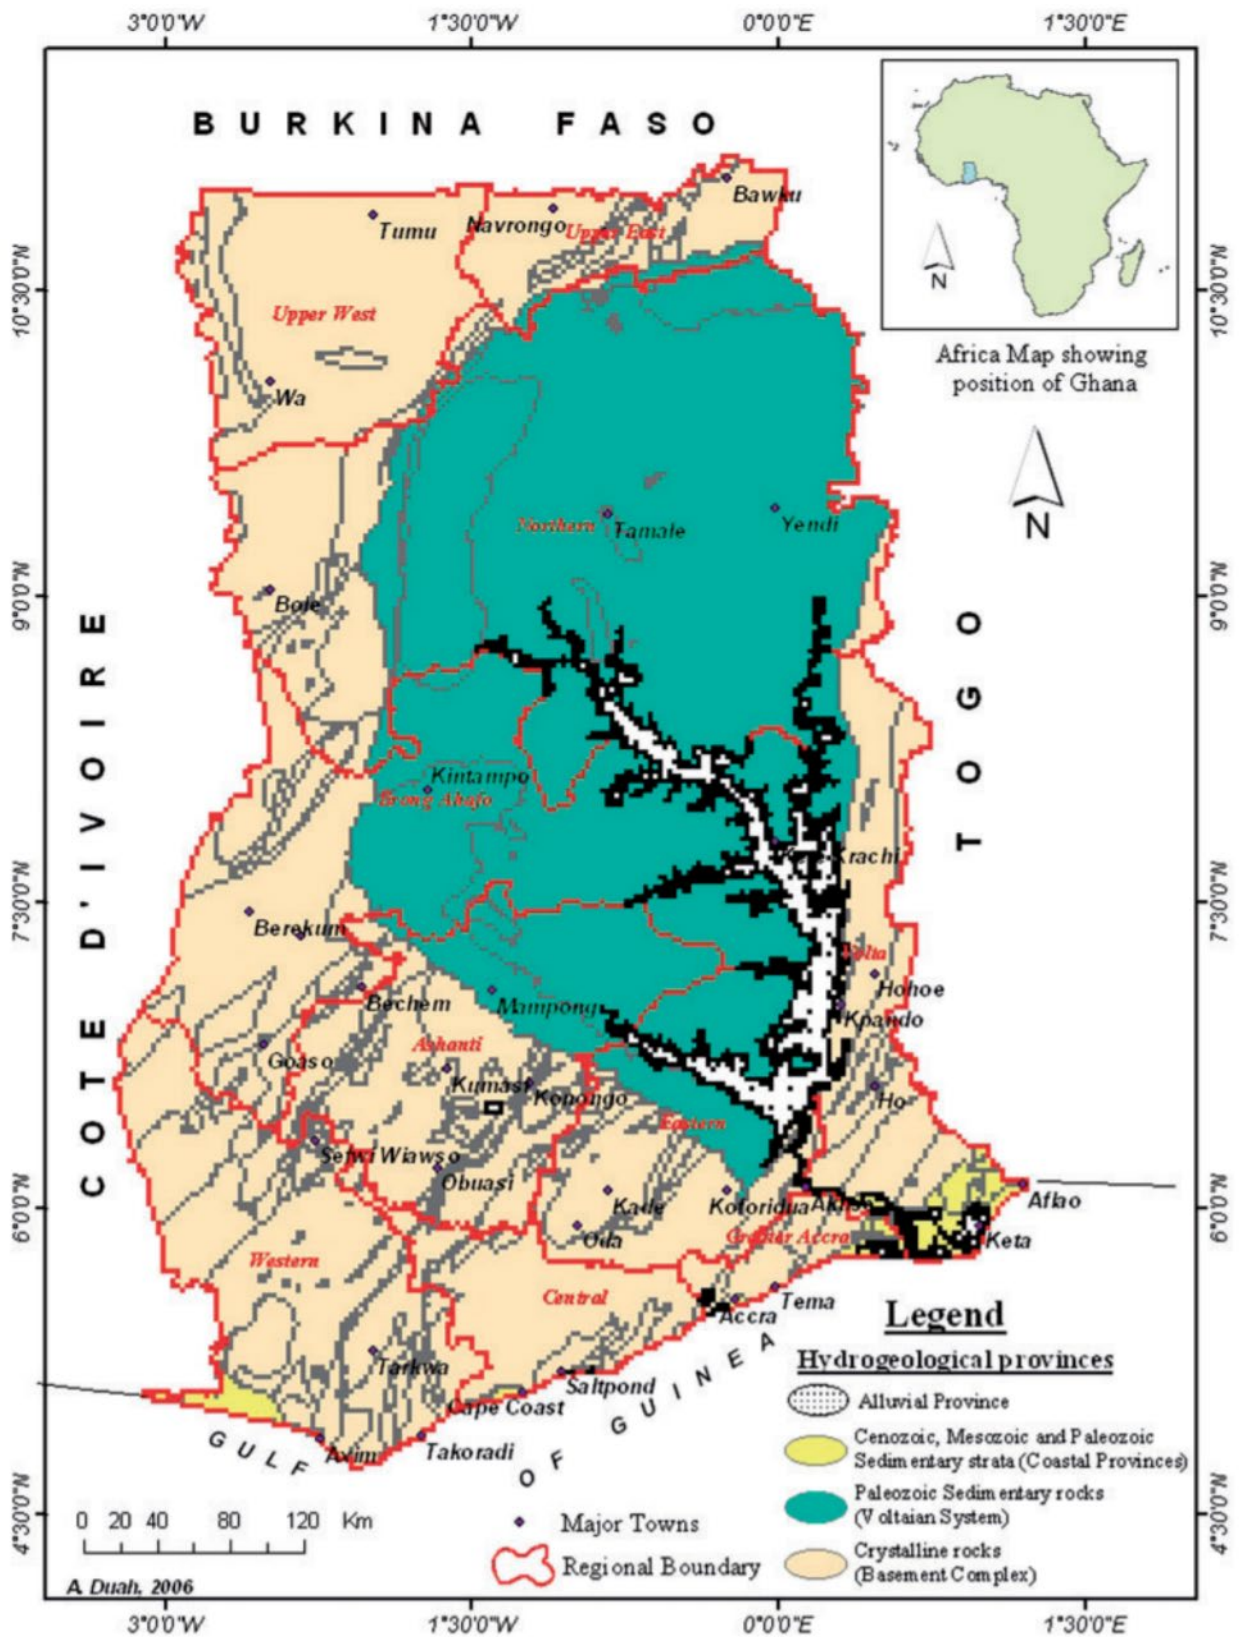 3°0'0"W 1°30'0"W 0°0'0"E 1°30'0"E
BURKINA FASO
Bawku
Tumu
Navrongo
Upper East
N
10°30'0"N
10°30'0"N
Upper West
Africa Map showing
position of Ghana
Wa
N
Northern
Tamale
Yendi
9°0'0"N
9°0'0"N
Bole
COTE D'IVOIRE
TOGO
Kintampo
Brong Ahafo
Krachi
7°30'0"N
7°30'0"N
Berekum
Volta
Hohoe
Bechem
Mampong
Kpando
Ashanti
Goaso
Kumasi
Konongo
Ho
Eastern
Sefwi Wiawso
Obuasi
Kade
Koforidua
Aflao
6°0'0"N
6°0'0"N
Oda
Greater Accra
Keta
Western
Central
Tema
Accra
Legend
Hydrogeological provinces
Tarkwa
Saltpond
Alluvial Province
Cape Coast
GULF OF GUINEA
Axim
Takoradi
Cenozoic, Mesozoic and Paleozoic
Sedimentary strata (Coastal Provinces)
Paleozoic Sedimentary rocks
(Voltaian System)
4°30'0"N
4°30'0"N
0 20 40 80 120 Km
Major Towns
Regional Boundary
Crystalline rocks
(Basement Complex)
A. Duah, 2006
3°0'0"W 1°30'0"W 0°0'0"E 1°30'0"E